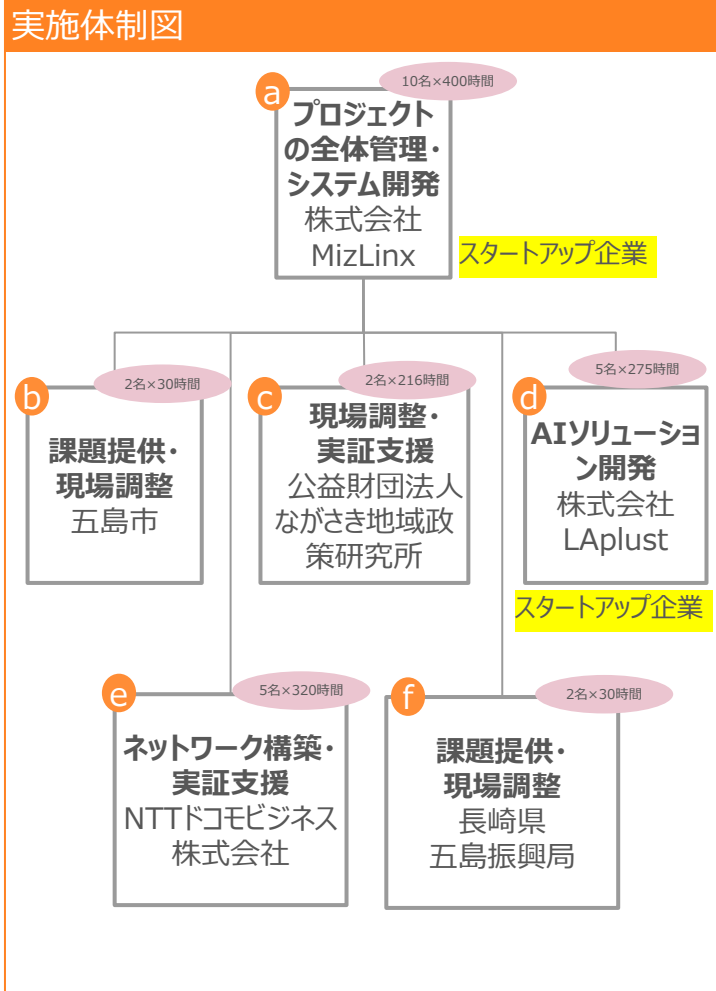 実施体制図
a
10名×400時間
プロジェクト
の全体管理・
システム開発
株式会社
MizLinx
スタートアップ企業
b
2名×30時間
課題提供・
現場調整
五島市
c
2名×216時間
現場調整・
実証支援
公益財団法人
ながさき地域政
策研究所
d
5名×275時間
AIソリューショ
ン開発
株式会社
LAplust
スタートアップ企業
e
5名×320時間
ネットワーク構築・
実証支援
NTTドコモビジネス
株式会社
f
2名×30時間
課題提供・
現場調整
長崎県
五島振興局